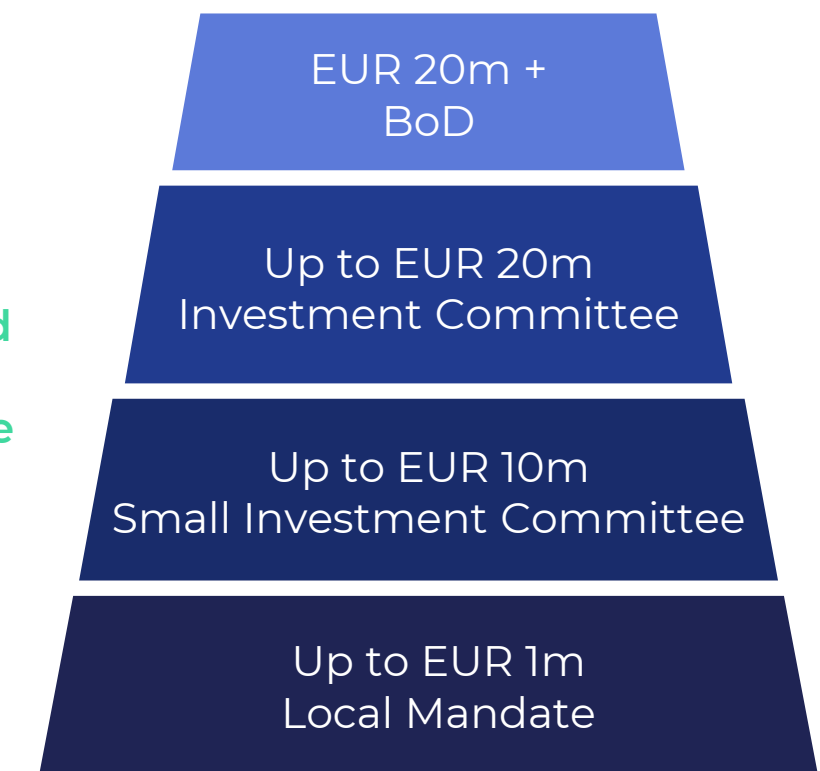 EUR 20m +
BoD
Up to EUR 20m
Investment Committee
Up to EUR 10m
Small Investment Committee
Up to EUR 1m
Local Mandate